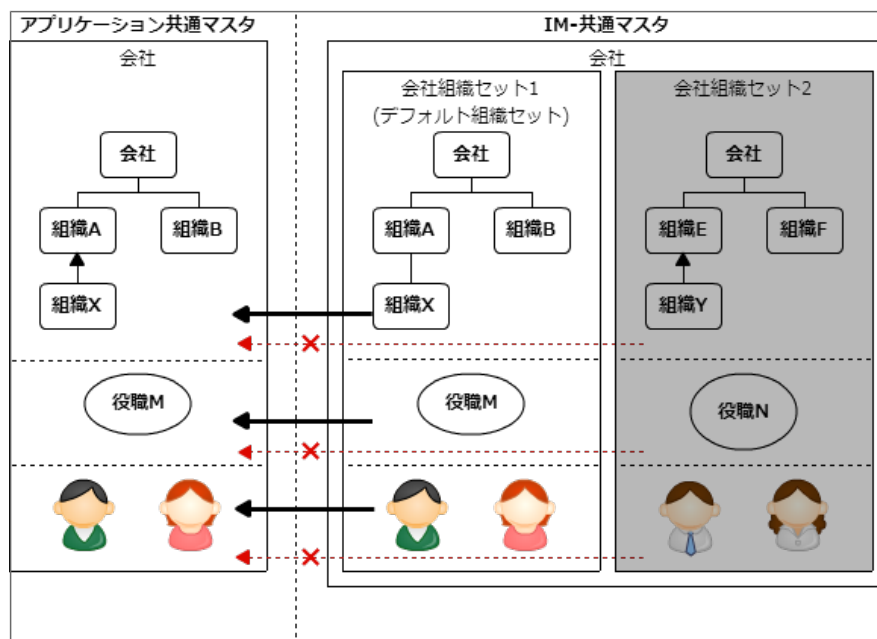 アプリケーション共通マスタ
IM-共通マスタ
会社
会社
会社組織セット1
(デフォルト組織セット)
会社組織セット2
会社
会社
会社
組織A
組織B
組織A
組織B
組織E
組織F
組織X
組織X
組織Y
役職M
役職M
役職N